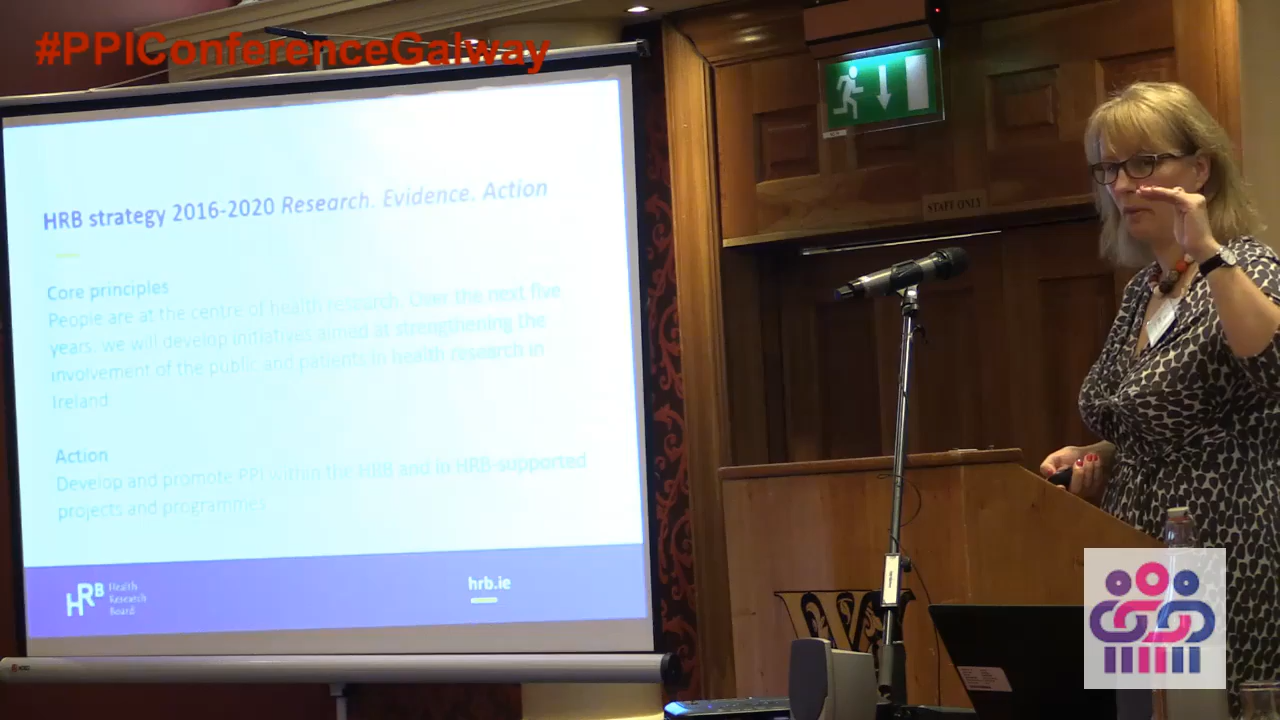 #PPIConferenceGalway
HRB strategy 2016-2020 Research. Evidence. Action
Core principles
People are at the centre of health research. Over the next five
years, we will develop initiatives aimed at strengthening the
involvement of the public and patients in health research in
Ireland
Action
Develop and promote PPI within the HRB and in HRB-supported
projects and programmes
HRB
Health
Research
Board
hrb.ie
STAFF ONLY
W